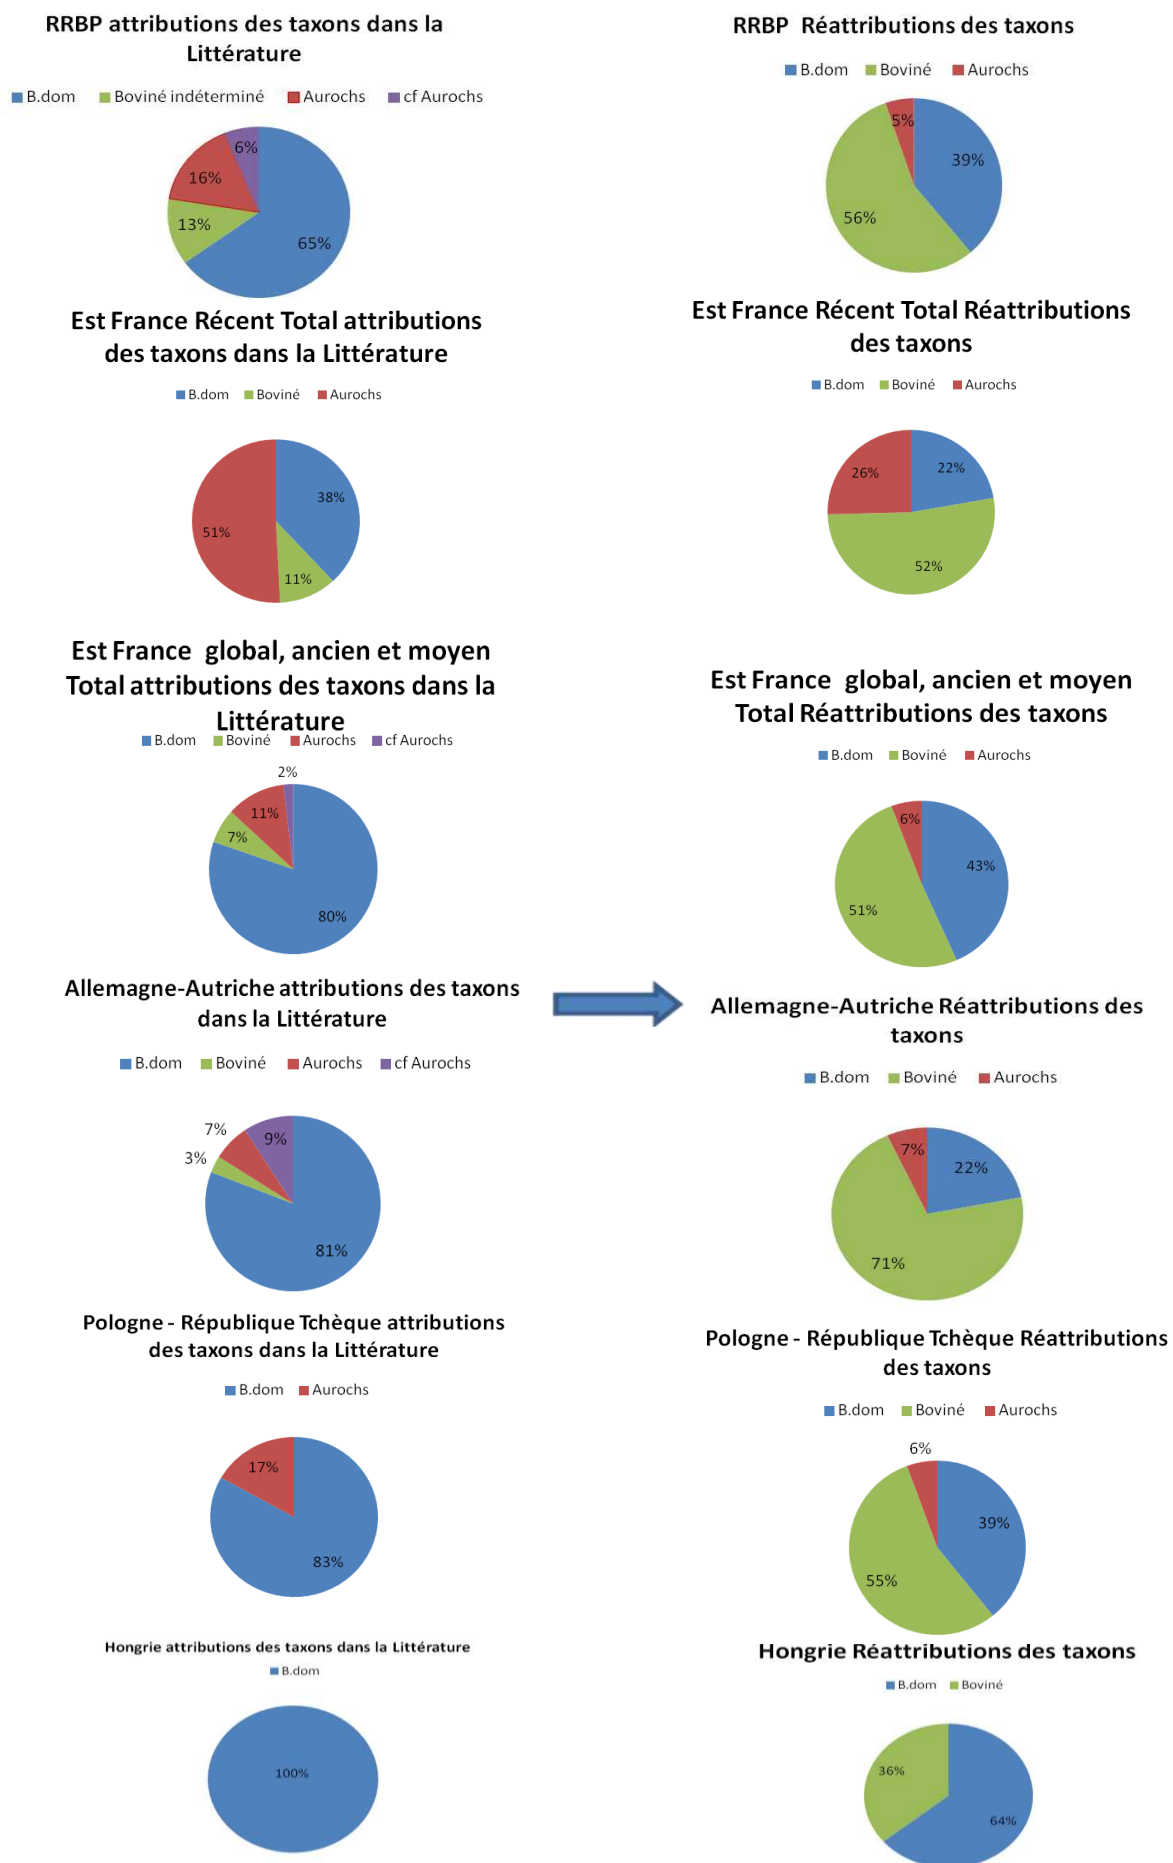 RRBP attributions des taxons dans la
Littérature
B.dom Boviné indéterminé Aurochs cf Aurochs
6%
16%
13%
65%
RRBP Réattributions des taxons
B.dom Boviné Aurochs
5%
39%
56%
Est France Récent Total attributions
des taxons dans la Littérature
B.dom Boviné Aurochs
38%
51%
11%
Est France Récent Total Réattributions
des taxons
B.dom Boviné Aurochs
26%
22%
52%
Est France global, ancien et moyen
Total attributions des taxons dans la
Littérature
B.dom Boviné Aurochs cf Aurochs
2%
11%
7%
80%
Est France global, ancien et moyen
Total Réattributions des taxons
B.dom Boviné Aurochs
6%
43%
51%
Allemagne-Autriche attributions des taxons
dans la Littérature
B.dom Boviné Aurochs cf Aurochs
7%
9%
3%
81%
Allemagne-Autriche Réattributions des
taxons
B.dom Boviné Aurochs
7%
22%
71%
Pologne - République Tchèque attributions
des taxons dans la Littérature
B.dom Aurochs
17%
83%
Pologne - République Tchèque Réattributions
des taxons
B.dom Boviné Aurochs
6%
39%
55%
Hongrie attributions des taxons dans la Littérature
B.dom
100%
Hongrie Réattributions des taxons
B.dom Boviné
36%
64%